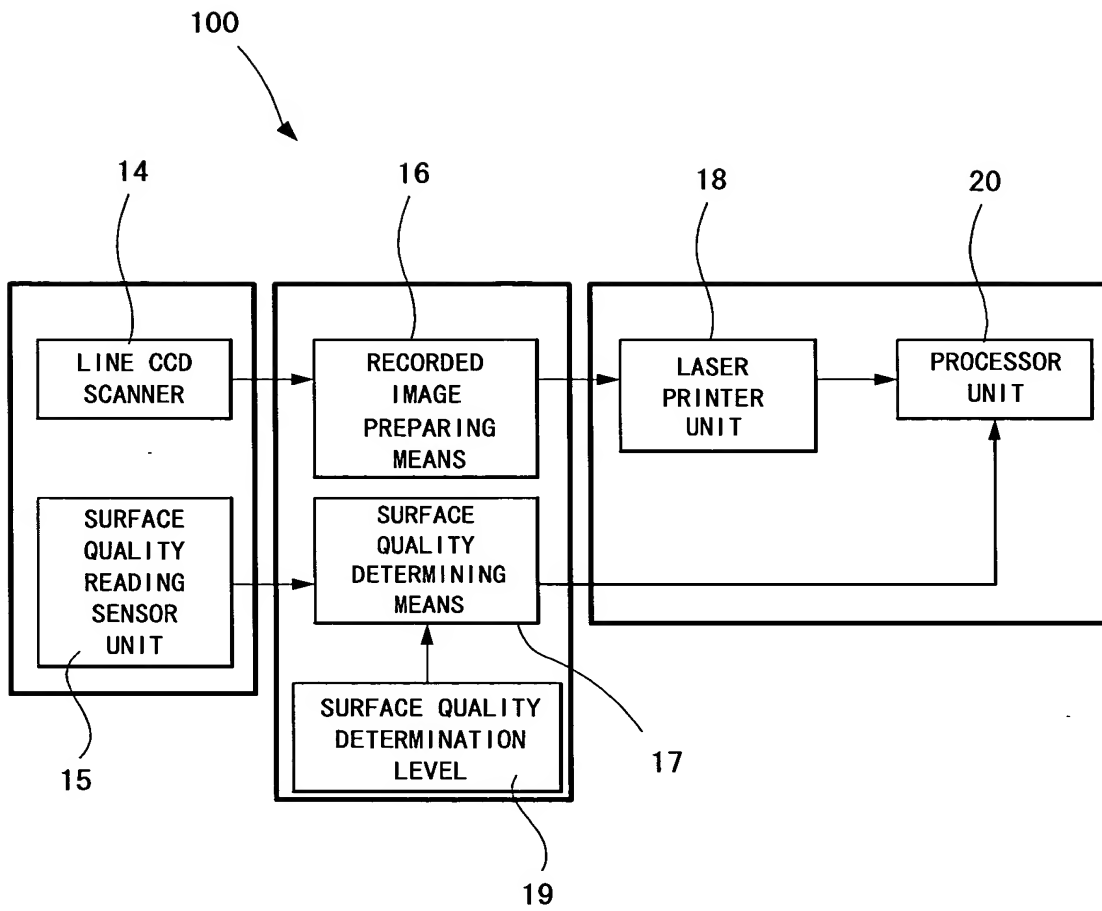 100
14
16
18
20
LINE CCD
SCANNER
RECORDED
IMAGE
PREPARING
MEANS
LASER
PRINTER
UNIT
PROCESSOR
UNIT
SURFACE
QUALITY
READING
SENSOR
UNIT
SURFACE
QUALITY
DETERMINING
MEANS
SURFACE QUALITY
DETERMINATION
LEVEL
15
17
19